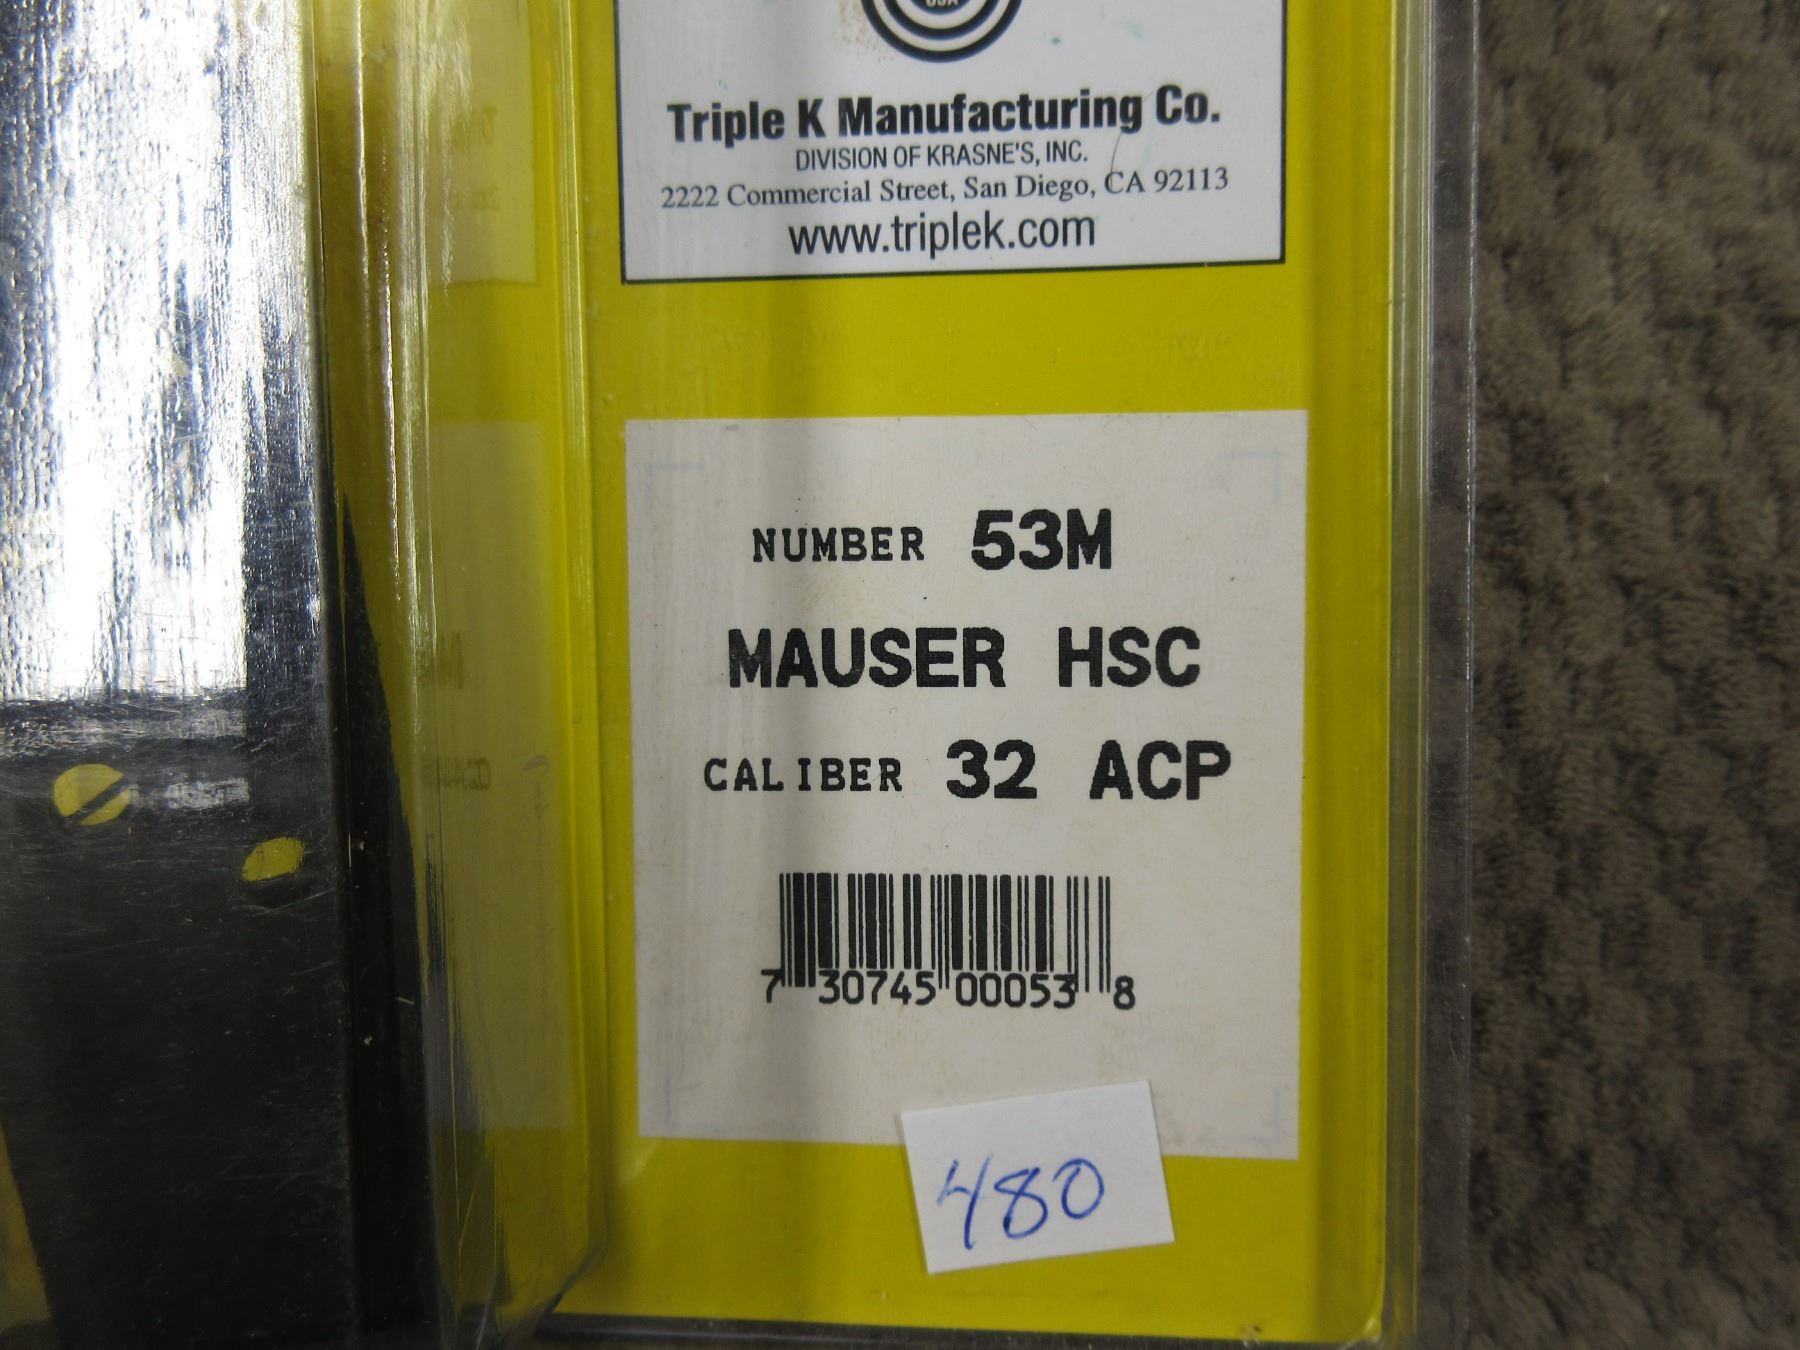 USA
Triple K Manufacturing Co.
DIVISION OF KRASNE'S, INC.
2222 Commercial Street, San Diego, CA 92113
www.triplek.com
NUMBER 53M
MAUSER HSC
CALIBER 32 ACP
7 30745 00053 8
480